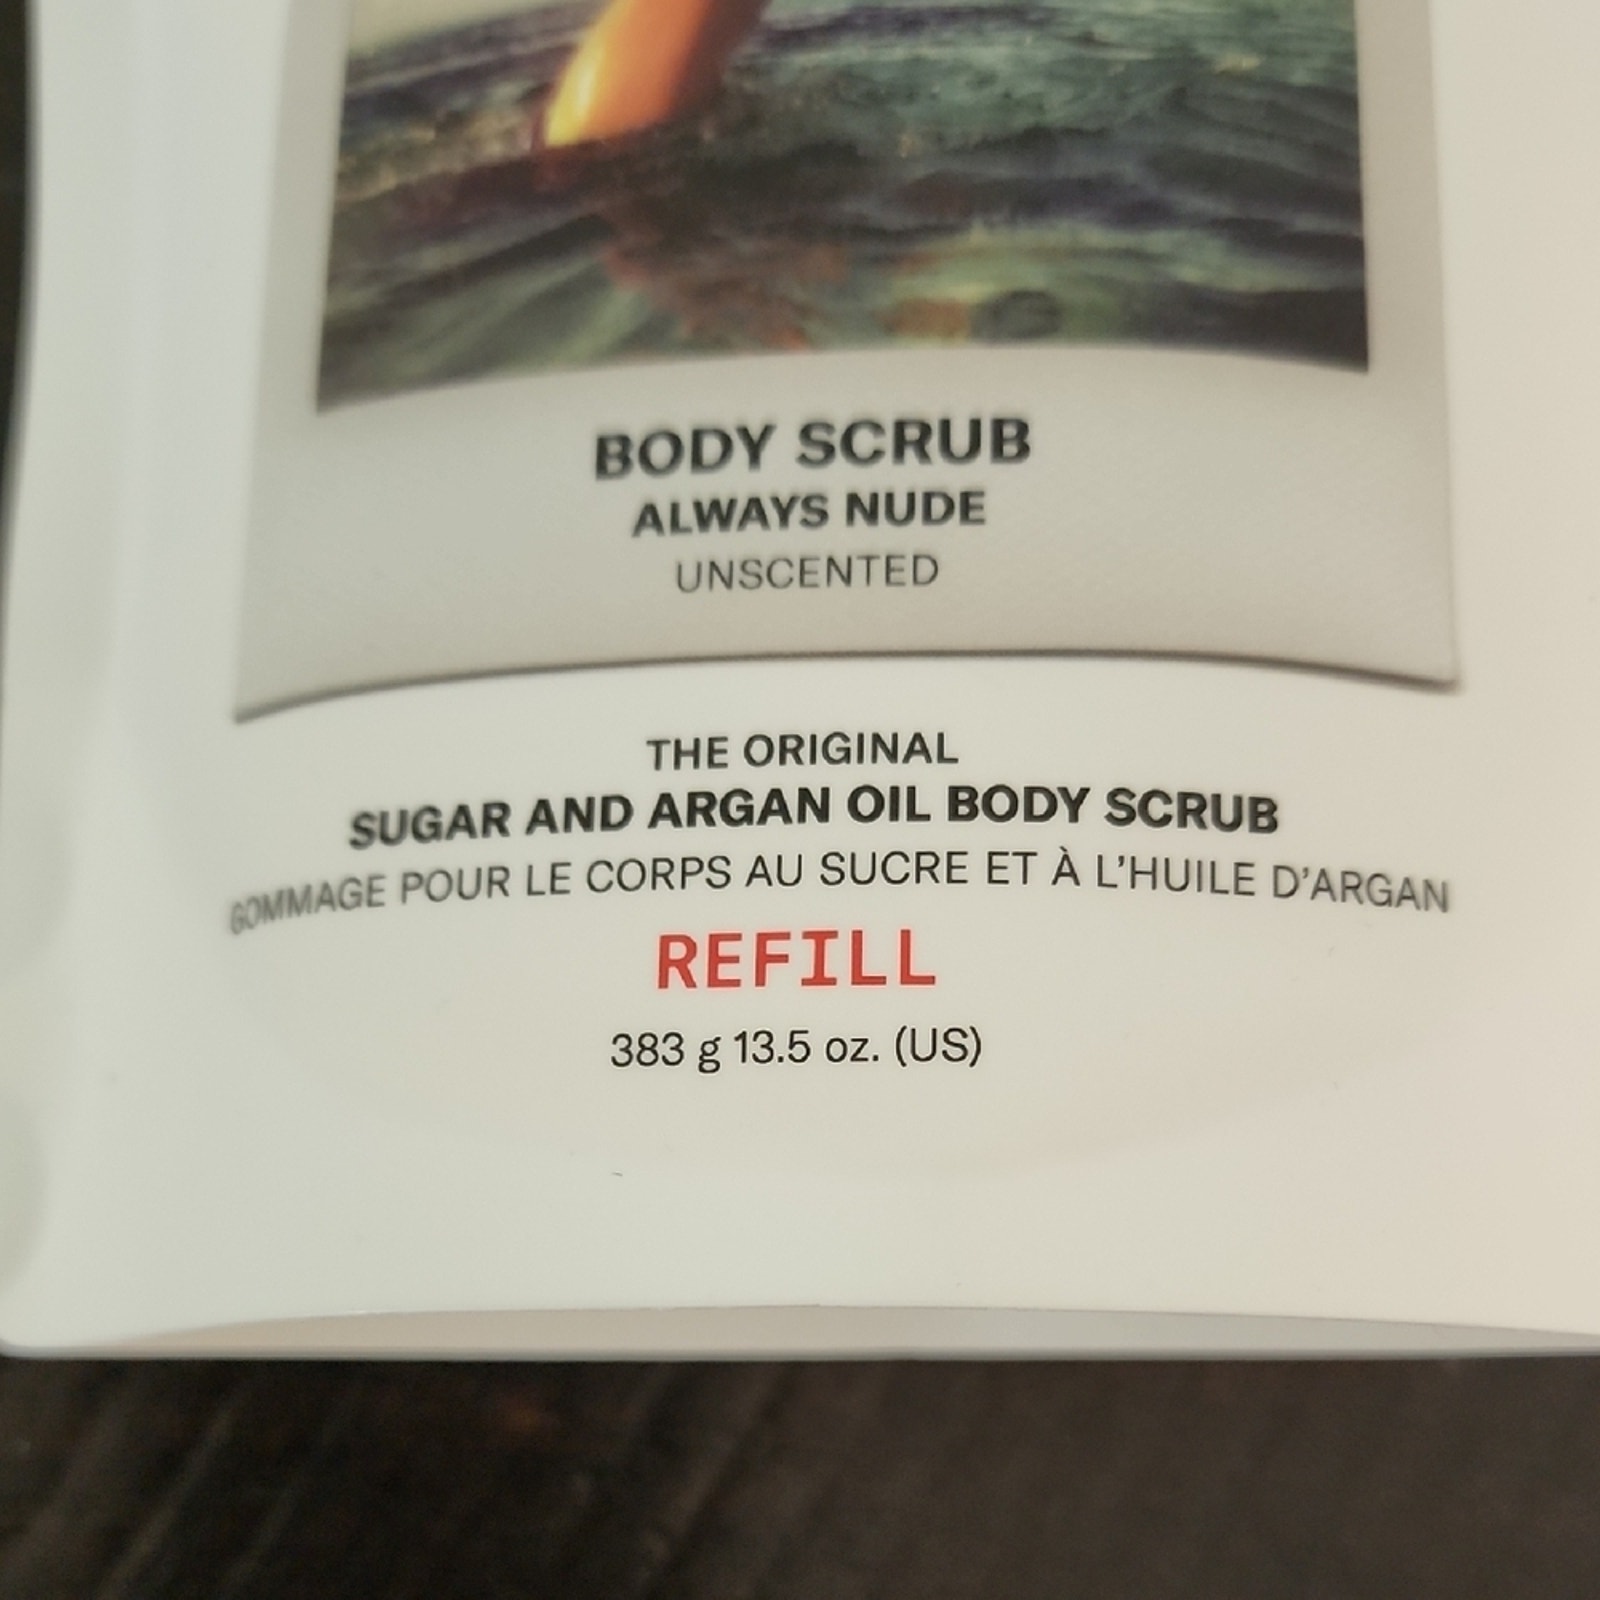 BODY SCRUB
ALWAYS NUDE
UNSCENTED
THE ORIGINAL
SUGAR AND ARGAN OIL BODY SCRUB
GOMMAGE POUR LE CORPS AU SUCRE ET À L'HUILE D'ARGAN
REFILL
383 g 13.5 oz. (US)